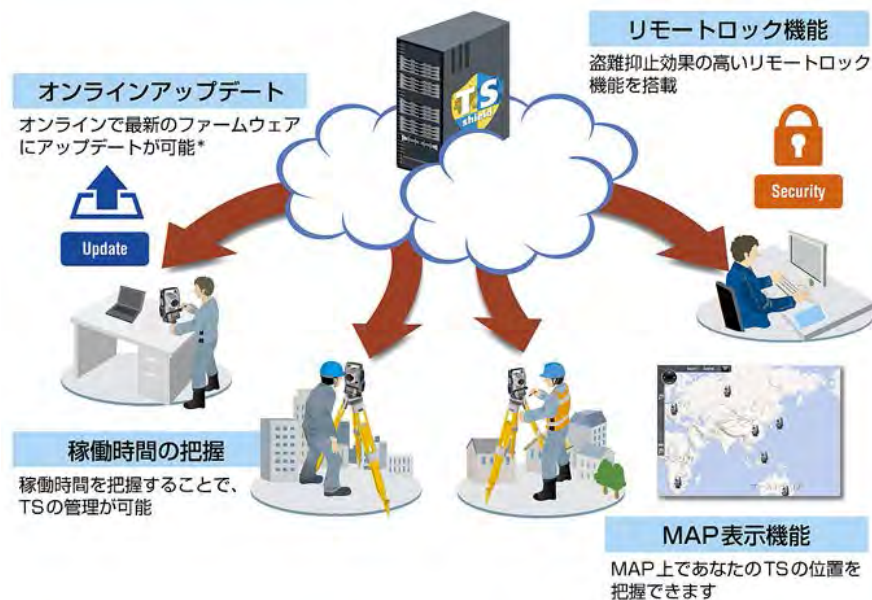 オンラインアップデート
オンラインで最新のファームウェア
にアップデートが可能*
Update
TS
shield
リモートロック機能
盗難抑止効果の高いリモートロック
機能を搭載
Security
稼働時間の把握
稼働時間を把握することで、
TSの管理が可能
MAP表示機能
MAP上であなたのTSの位置を
把握できます